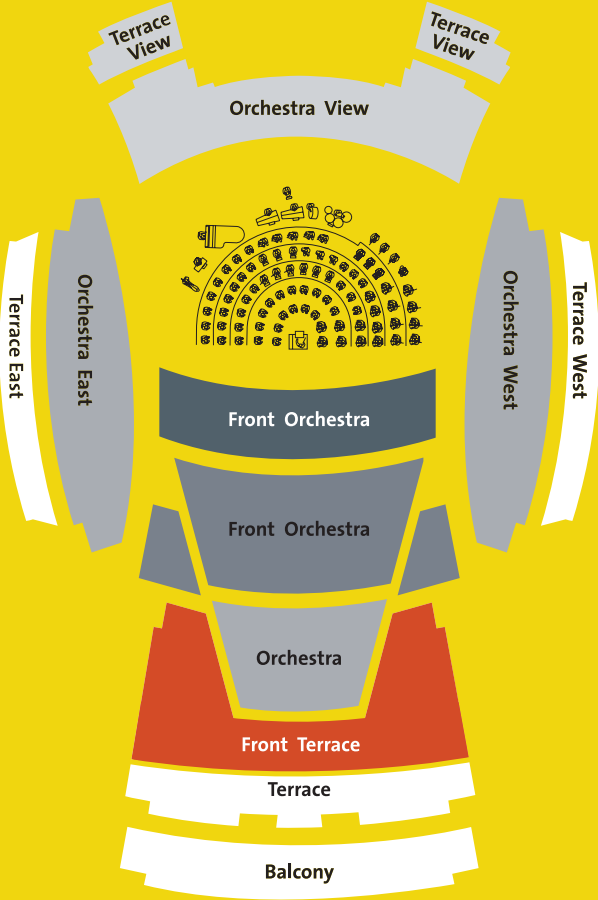 Terrace
View
Terrace
View
Orchestra View
Terrace East
Orchestra East
Orchestra West
Terrace West
Front Orchestra
Front Orchestra
Orchestra
Front Terrace
Terrace
Balcony